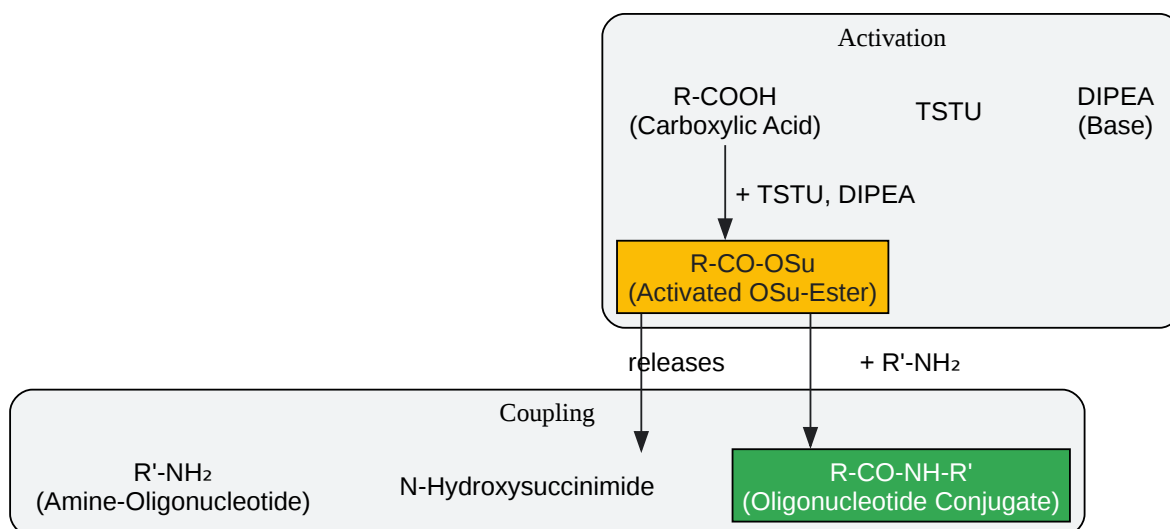 Activation
R-COOH
(Carboxylic Acid)
TSTU
DIPEA
(Base)
+ TSTU, DIPEA
R-CO-OSu
(Activated OSu-Ester)
releases
+ R'-NH₂
Coupling
R'-NH₂
(Amine-Oligonucleotide)
N-Hydroxysuccinimide
R-CO-NH-R'
(Oligonucleotide Conjugate)